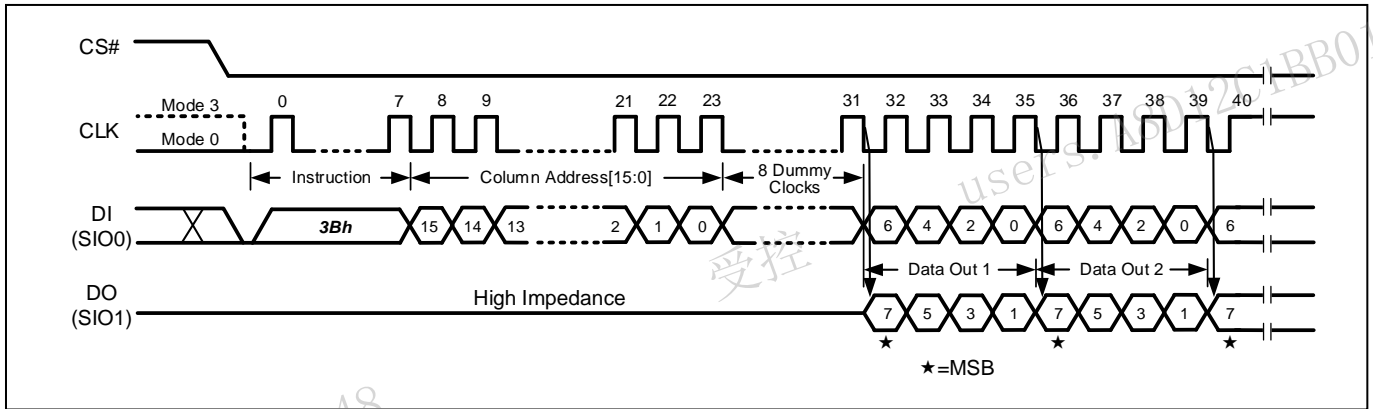 CS#
Mode 3
Mode 0
CLK
0 7 8 9 21 22 23 31 32 33 34 35 36 37 38 39 40
Instruction
Column Address[15:0]
8 Dummy
Clocks
DI
(SIO0)
3Bh
15 14 13 2 1 0 6 4 2 0 6 4 2 0 6
Data Out 1
Data Out 2
DO
(SIO1)
High Impedance
7 5 3 1 7 5 3 1 7
★ ★ ★
★=MSB
受控